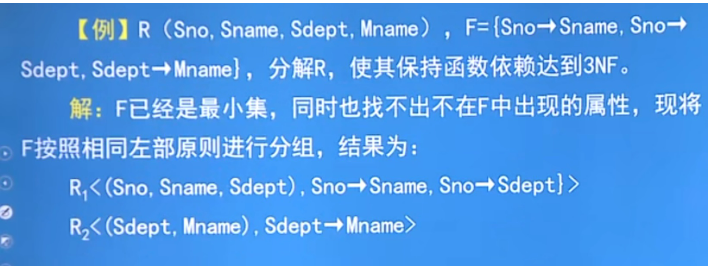 【例】R（Sno, Sname, Sdept, Mname），F={Sno→Sname, Sno→
Sdept, Sdept→Mname}，分解R，使其保持函数依赖达到3NF。
解：F已经是最小集，同时也找不出不在F中出现的属性，现将
F按照相同左部原则进行分组，结果为：
R₁<(Sno, Sname, Sdept), Sno→Sname, Sno→Sdept}>
R₂<(Sdept, Mname), Sdept→Mname>